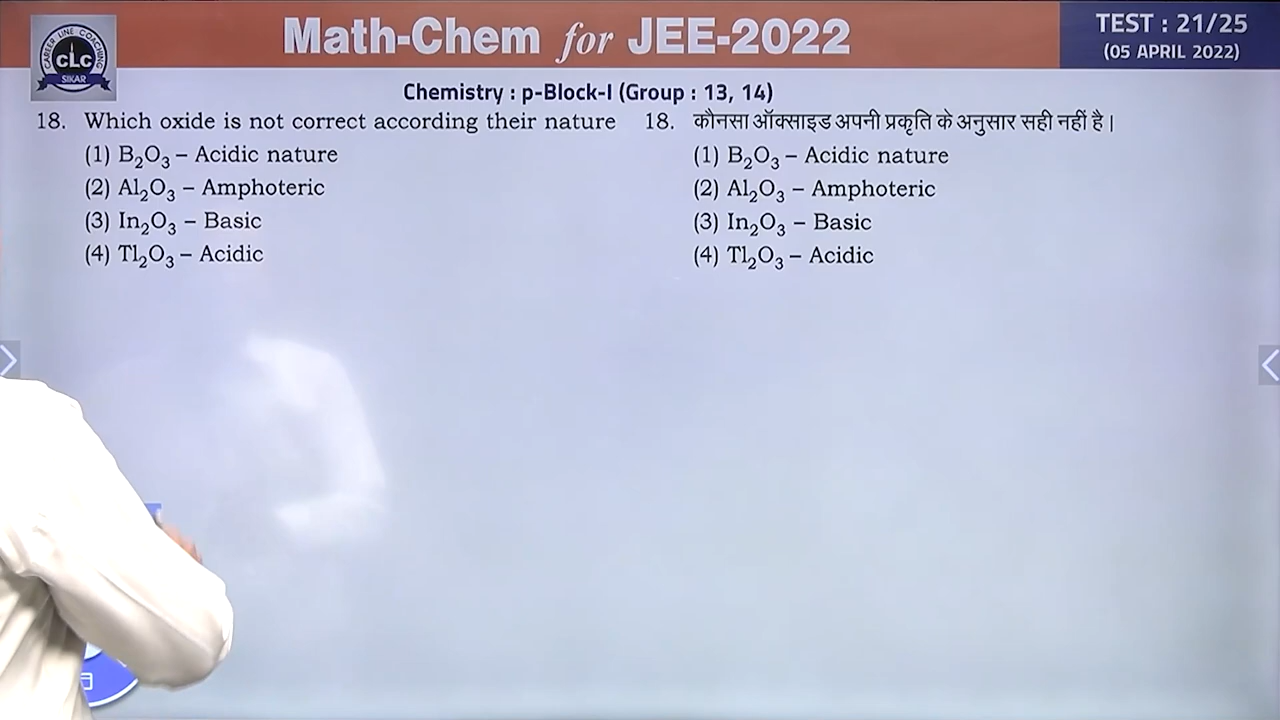 Math-Chem for JEE-2022
TEST : 21/25
(05 APRIL 2022)
CAREER LINE COACHING
CLC
SIKAR
Chemistry : p-Block-I (Group : 13, 14)
18. Which oxide is not correct according their nature
(1) B₂O₃ – Acidic nature
(2) Al₂O₃ – Amphoteric
(3) In₂O₃ – Basic
(4) Tl₂O₃ – Acidic
18. कौनसा ऑक्साइड अपनी प्रकृति के अनुसार सही नहीं है।
(1) B₂O₃ – Acidic nature
(2) Al₂O₃ – Amphoteric
(3) In₂O₃ – Basic
(4) Tl₂O₃ – Acidic